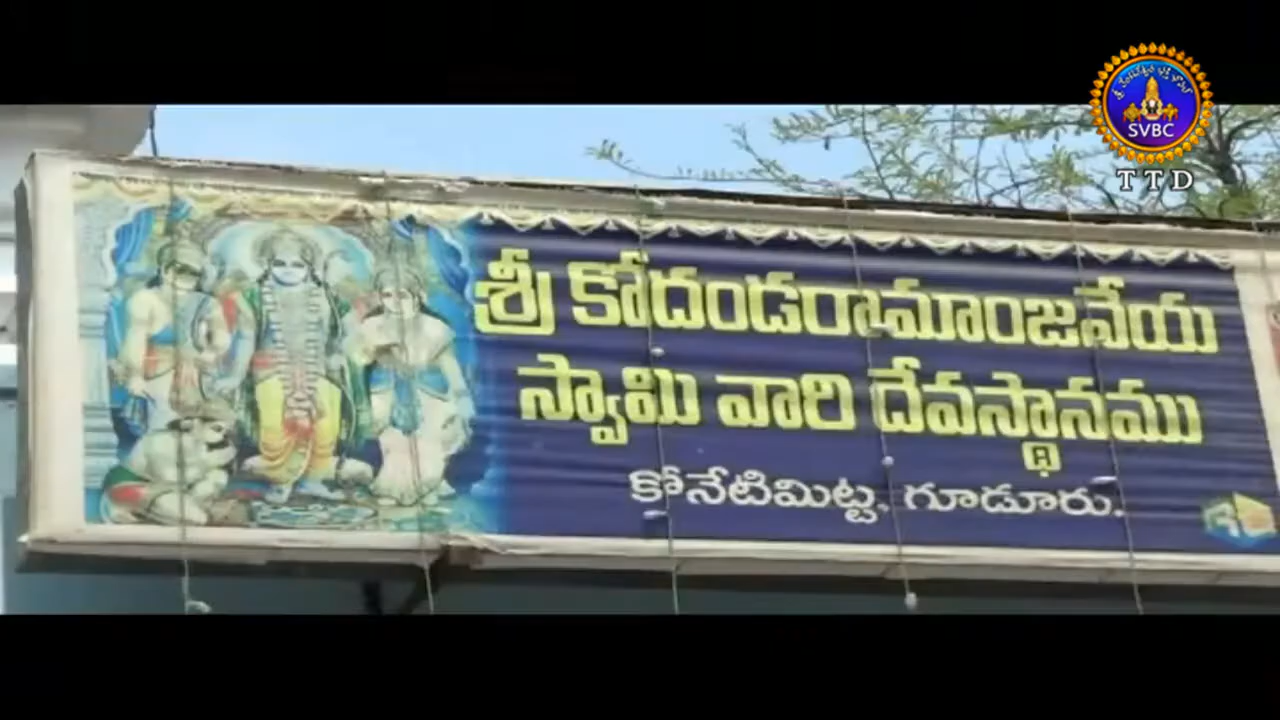 SVBC
TTD
శ్రీ కోదండరామాంజనేయ
స్వామి వారి దేవస్థానము
కోనేటిమిట్ట, గూడూరు.